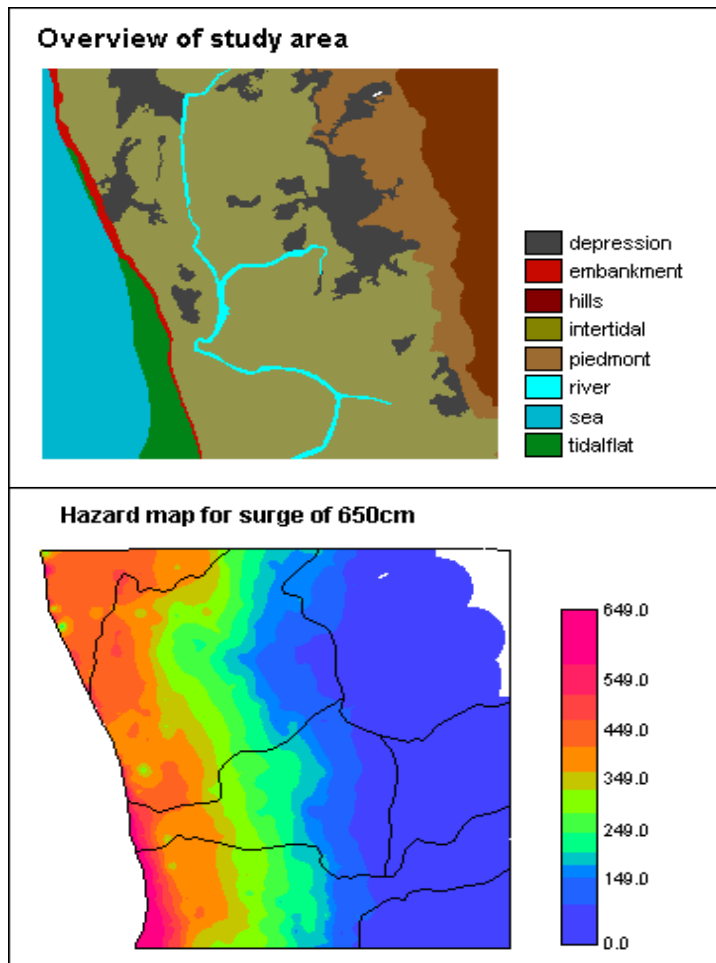 Overview of study area
depression
embankment
hills
intertidal
piedmont
river
sea
tidalflat
Hazard map for surge of 650cm
649.0
549.0
449.0
349.0
249.0
149.0
0.0